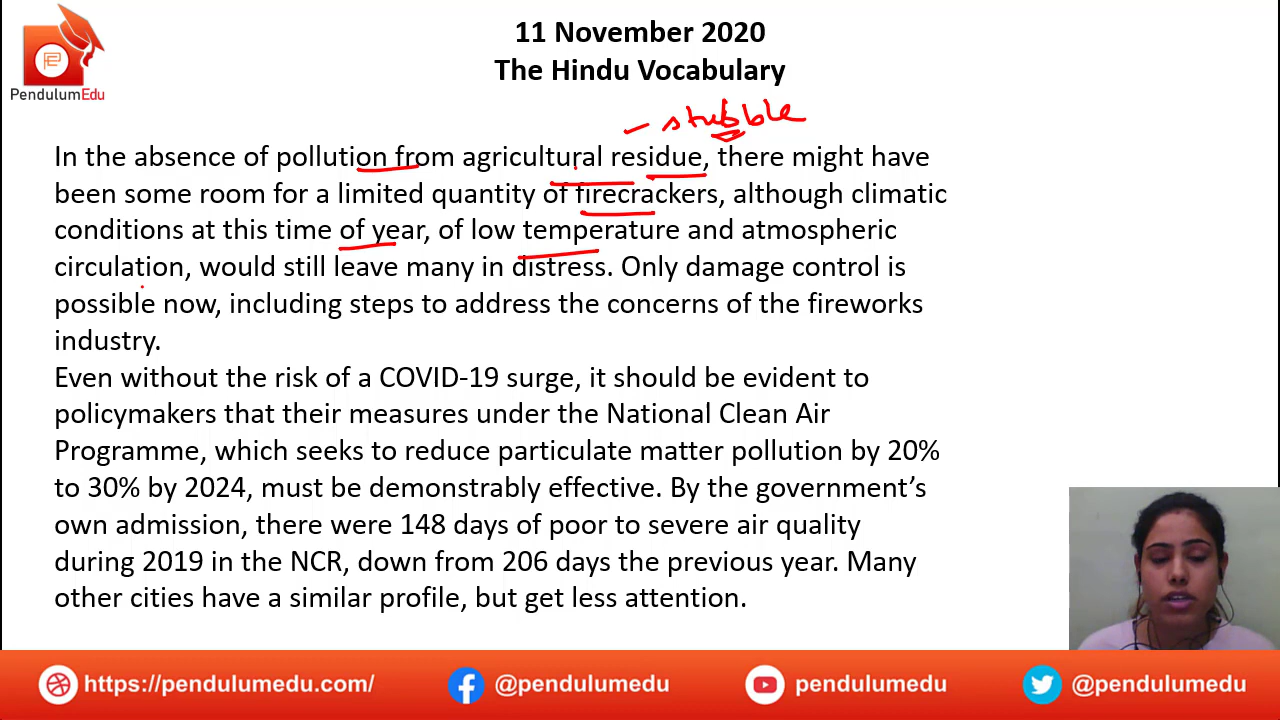 11 November 2020
The Hindu Vocabulary
PendulumEdu
stubble
In the absence of pollution from agricultural residue, there might have
been some room for a limited quantity of firecrackers, although climatic
conditions at this time of year, of low temperature and atmospheric
circulation, would still leave many in distress. Only damage control is
possible now, including steps to address the concerns of the fireworks
industry.
Even without the risk of a COVID-19 surge, it should be evident to
policymakers that their measures under the National Clean Air
Programme, which seeks to reduce particulate matter pollution by 20%
to 30% by 2024, must be demonstrably effective. By the government’s
own admission, there were 148 days of poor to severe air quality
during 2019 in the NCR, down from 206 days the previous year. Many
other cities have a similar profile, but get less attention.
https://pendulumedu.com/ @pendulumedu pendulumedu @pendulumedu